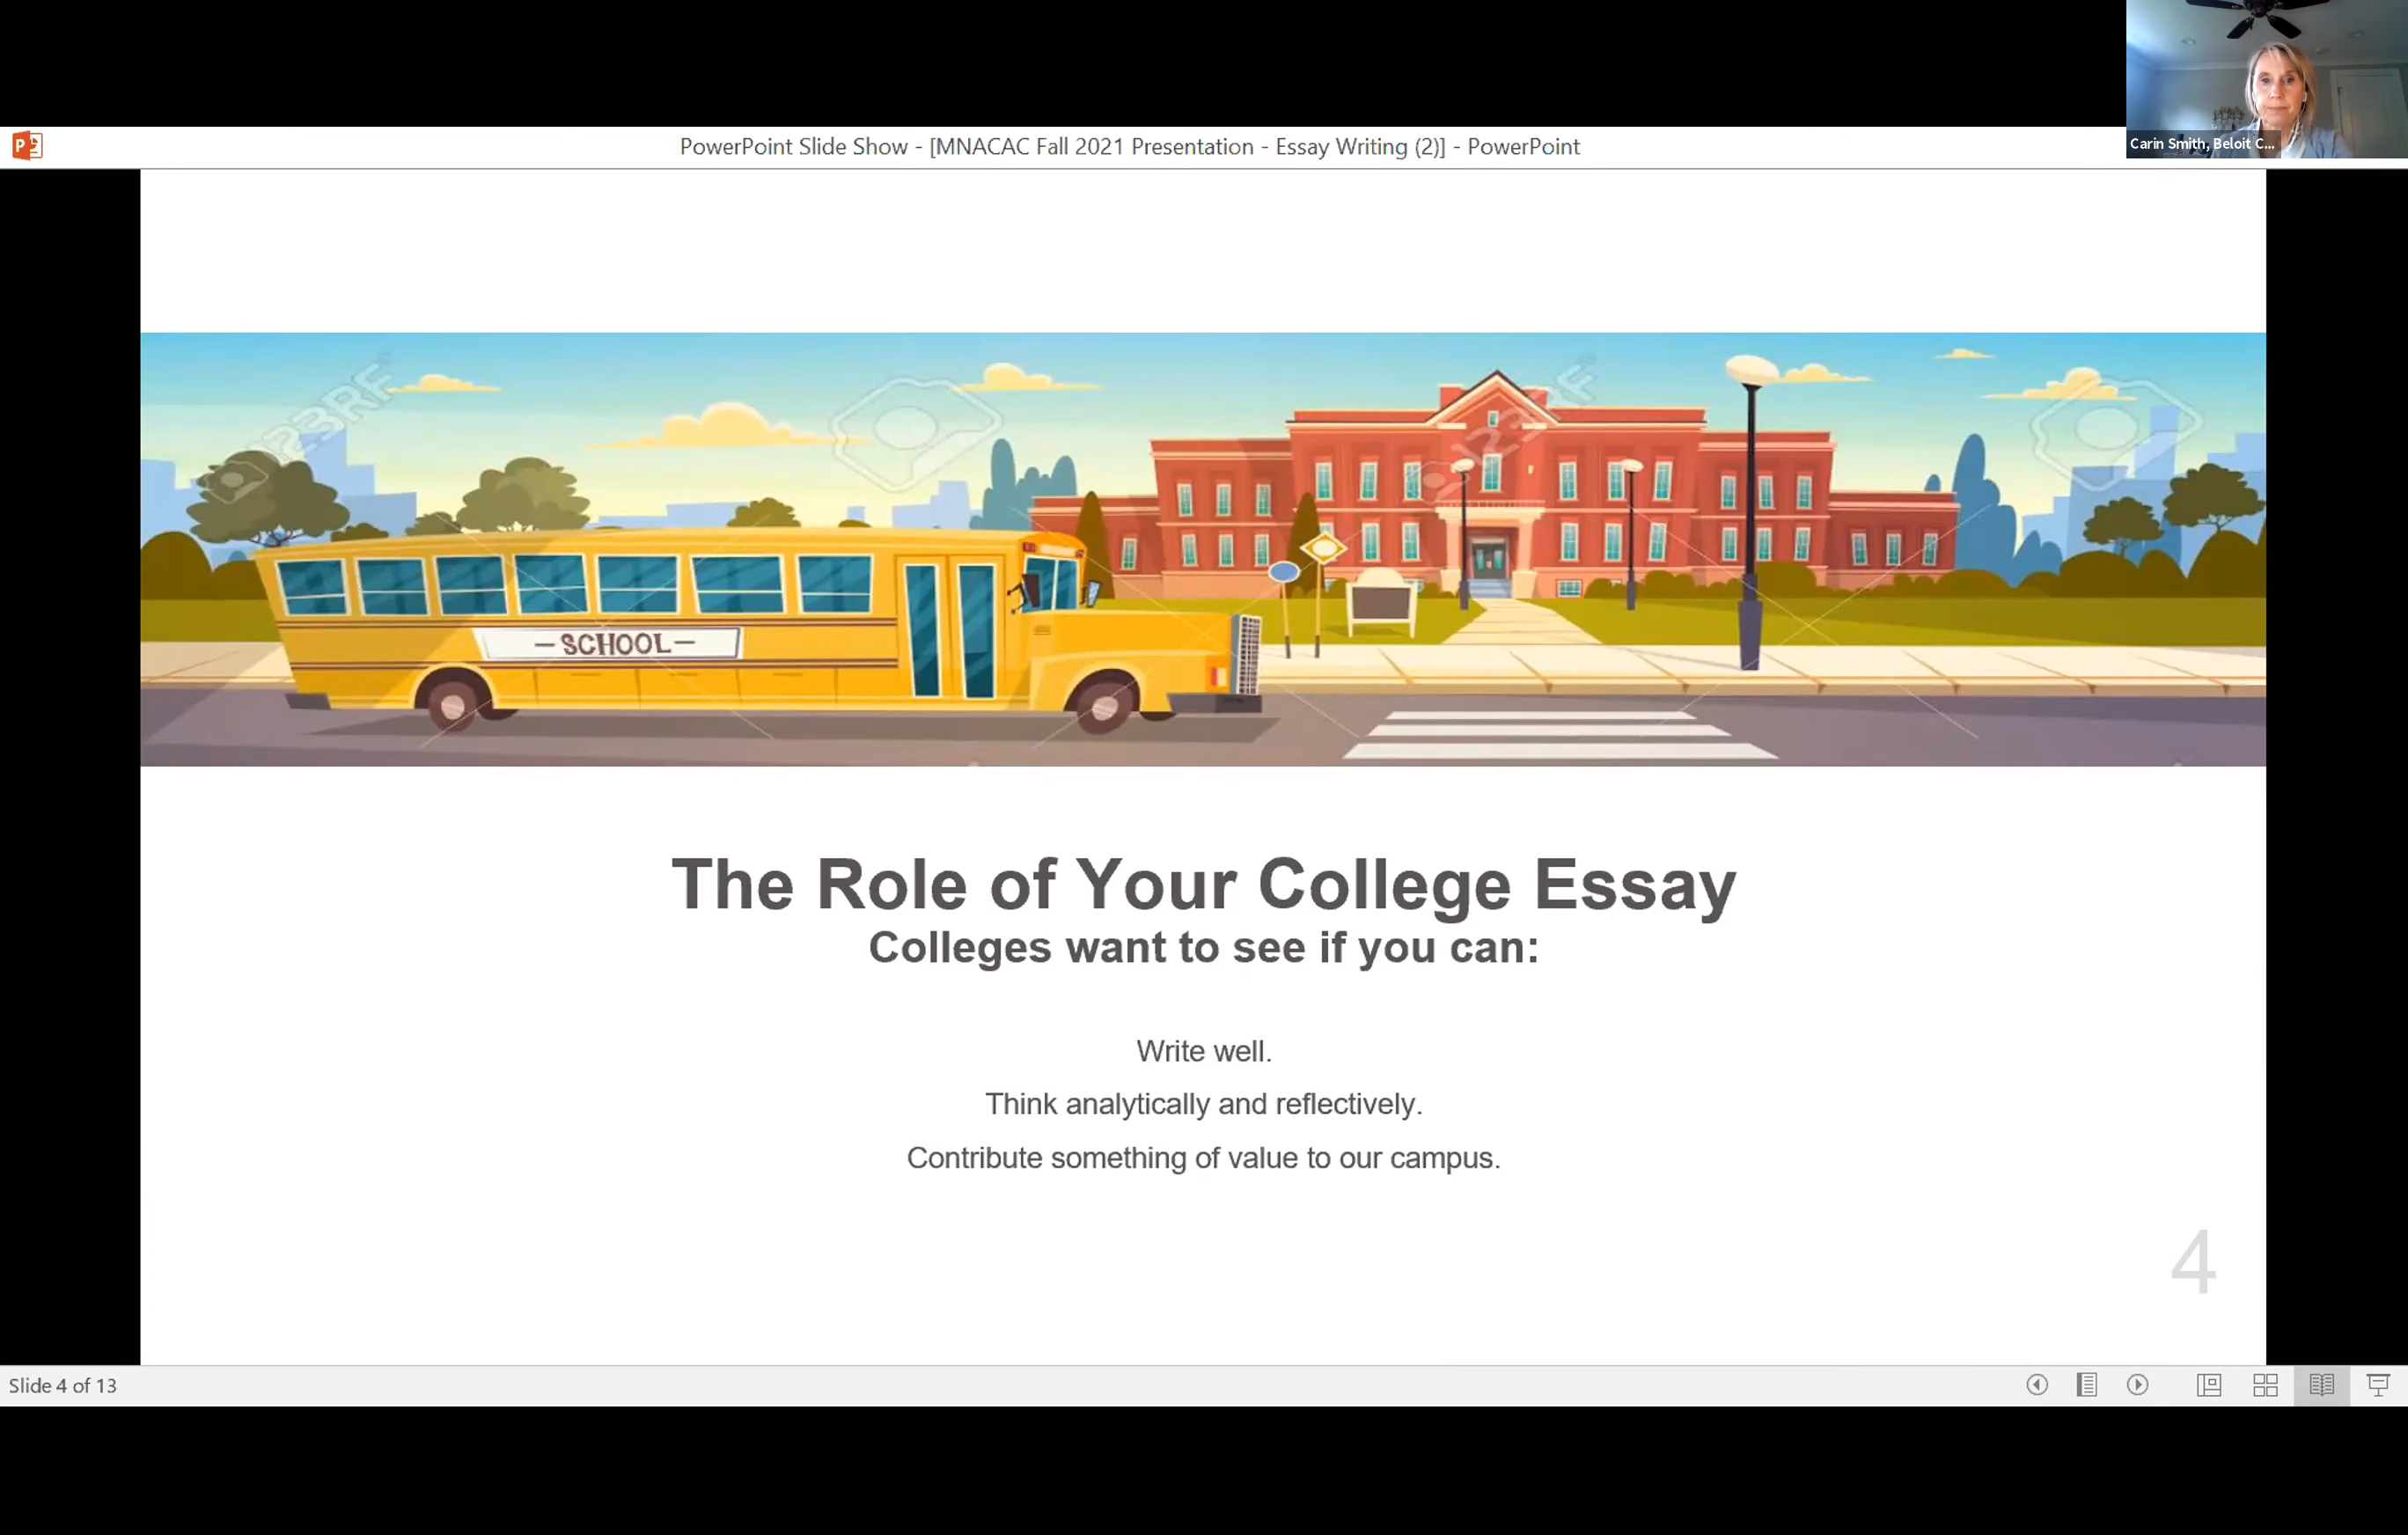 PowerPoint Slide Show - [MNACAC Fall 2021 Presentation - Essay Writing (2)] - PowerPoint
Carin Smith, Beloit C...
123RF
123RF
SCHOOL
The Role of Your College Essay
Colleges want to see if you can:
Write well.
Think analytically and reflectively.
Contribute something of value to our campus.
4
Slide 4 of 13